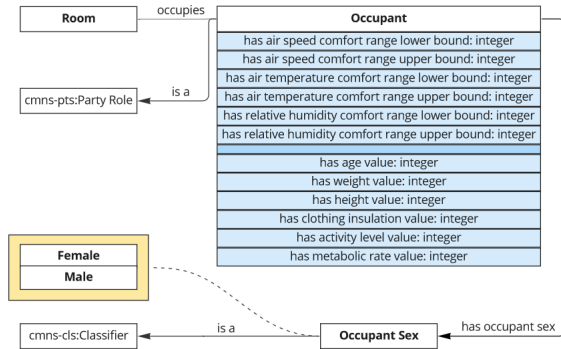 Room
occupies
Occupant
has air speed comfort range lower bound: integer
has air speed comfort range upper bound: integer
has air temperature comfort range lower bound: integer
has air temperature comfort range upper bound: integer
has relative humidity comfort range lower bound: integer
has relative humidity comfort range upper bound: integer
cmns-pts:Party Role
is a
has age value: integer
has weight value: integer
has height value: integer
has clothing insulation value: integer
has activity level value: integer
has metabolic rate value: integer
Female
Male
cmns-cls:Classifier
is a
Occupant Sex
has occupant sex